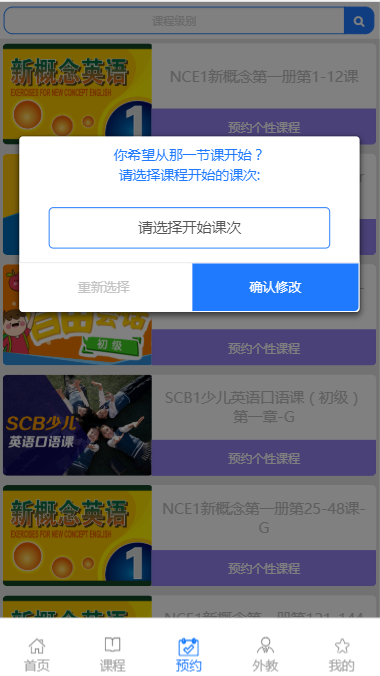 课程级别
新概念英语
EXERCISES FOR NEW CONCEPT ENGLISH
1
NCE1新概念第一册第1-12课
预约个性课程
你希望从那一节课开始？
请选择课程开始的课次:
请选择开始课次
重新选择
确认修改
初级
预约个性课程
SCB少儿
英语口语课
SCB1少儿英语口语课（初级）
第一章-G
预约个性课程
新概念英语
EXERCISES FOR NEW CONCEPT ENGLISH
1
NCE1新概念第一册第25-48课-
G
预约个性课程
新概念英语
NCE1新概念第一册第121-144
首页
课程
预约
外教
我的